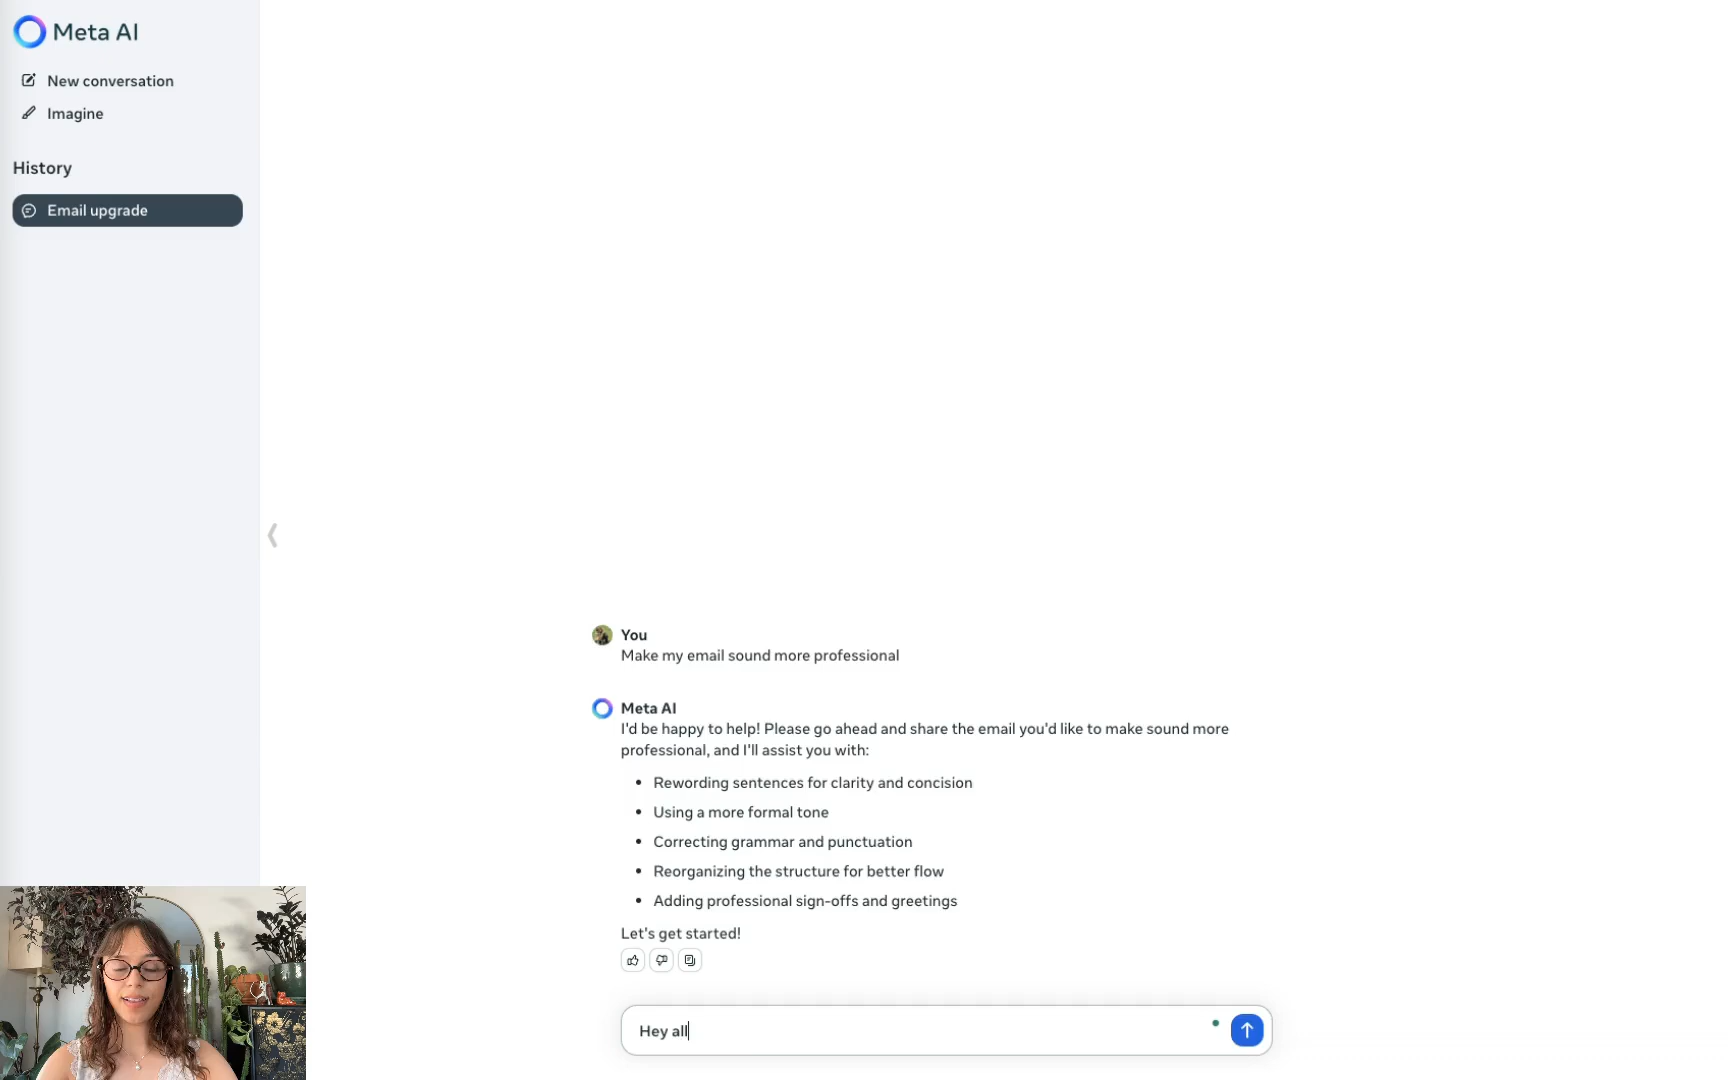 Meta AI
New conversation
Imagine
History
Email upgrade
You
Make my email sound more professional
Meta AI
I'd be happy to help! Please go ahead and share the email you'd like to make sound more
professional, and I'll assist you with:
• Rewording sentences for clarity and concision
• Using a more formal tone
• Correcting grammar and punctuation
• Reorganizing the structure for better flow
• Adding professional sign-offs and greetings
Let's get started!
Hey all